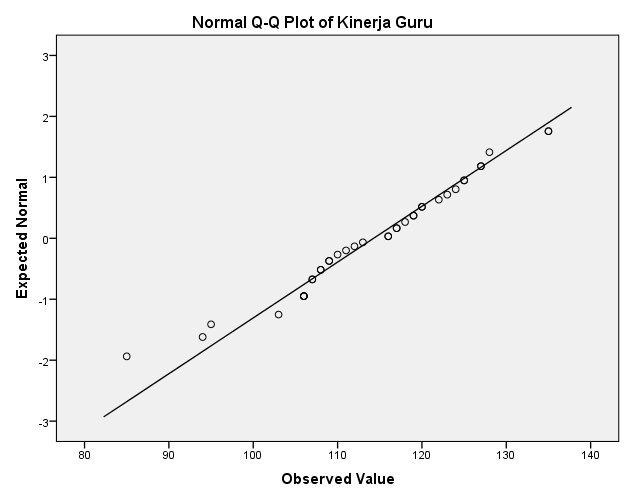 Normal Q-Q Plot of Kinerja Guru
Expected Normal
3
2
1
0
-1
-2
-3
80 90 100 110 120 130 140
Observed Value